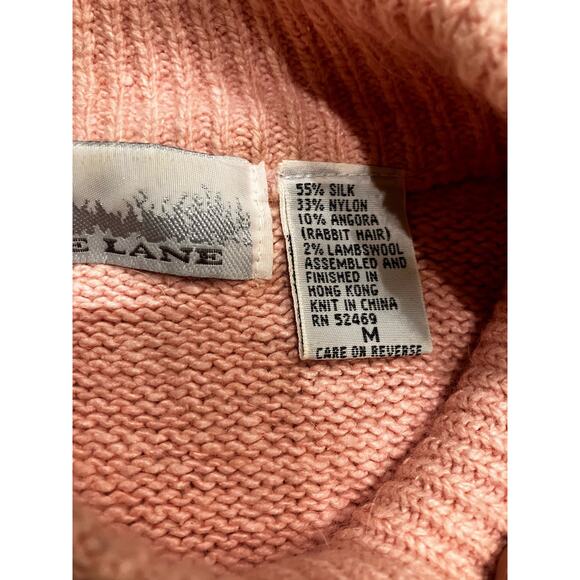 E LANE
55% SILK
33% NYLON
10% ANGORA
(RABBIT HAIR)
2% LAMBSWOOL
ASSEMBLED AND
FINISHED IN
HONG KONG
KNIT IN CHINA
RN 52469
M
CARE ON REVERSE